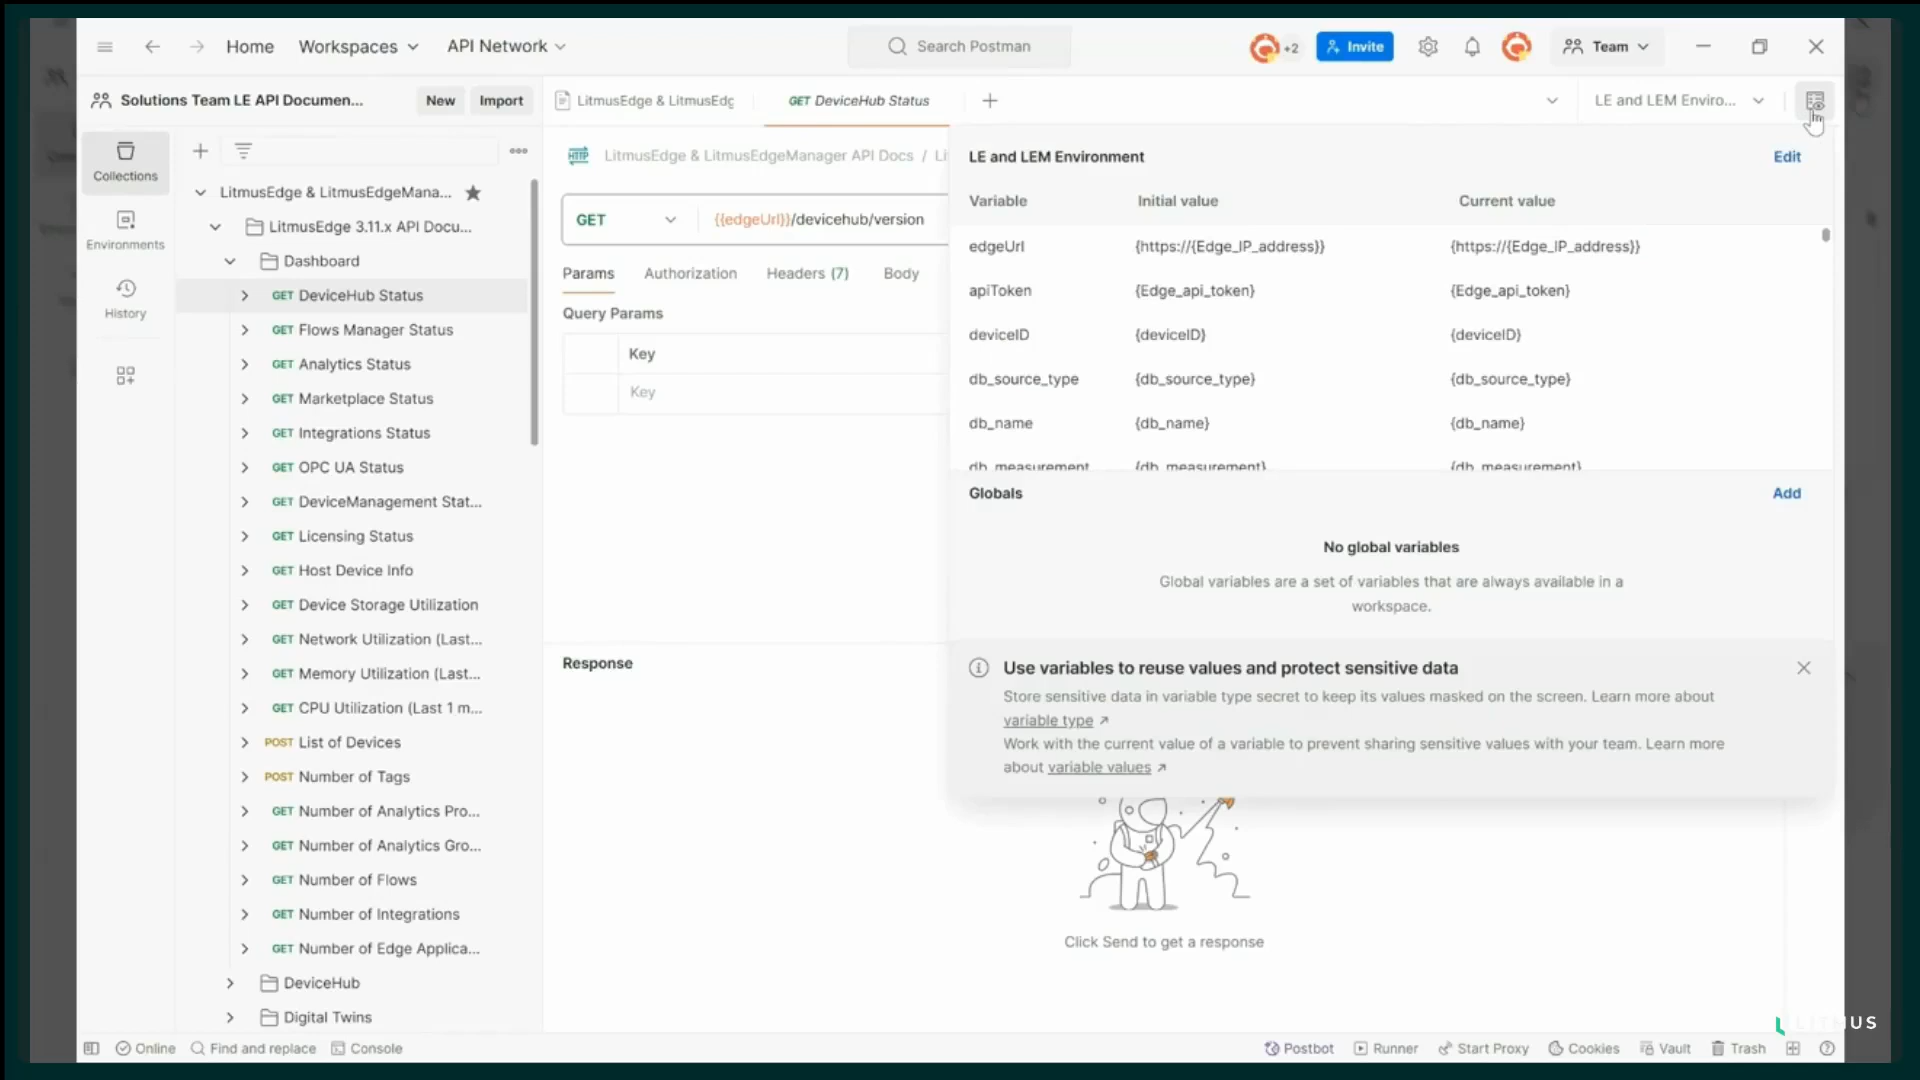 Home
Workspaces
API Network
Search Postman
+2
Invite
Team
Solutions Team LE API Documen...
New
Import
LitmusEdge & LitmusEdg
GET DeviceHub Status
LE and LEM Enviro...
Collections
Environments
History
LitmusEdge & LitmusEdgeMana...
LitmusEdge 3.11.x API Docu...
Dashboard
GET DeviceHub Status
GET Flows Manager Status
GET Analytics Status
GET Marketplace Status
GET Integrations Status
GET OPC UA Status
GET DeviceManagement Stat...
GET Licensing Status
GET Host Device Info
GET Device Storage Utilization
GET Network Utilization (Last...
GET Memory Utilization (Last...
GET CPU Utilization (Last 1 m...
POST List of Devices
POST Number of Tags
GET Number of Analytics Pro...
GET Number of Analytics Gro...
GET Number of Flows
GET Number of Integrations
GET Number of Edge Applica...
DeviceHub
Digital Twins
HTTP LitmusEdge & LitmusEdgeManager API Docs / Li
GET {{edgeUrl}}/devicehub/version
Params Authorization Headers (7) Body
Query Params
Key
Key
Response
Click Send to get a response
LE and LEM Environment
Edit
Variable Initial value Current value
edgeUrl {https://{Edge_IP_address}} {https://{Edge_IP_address}}
apiToken {Edge_api_token} {Edge_api_token}
deviceID {deviceID} {deviceID}
db_source_type {db_source_type} {db_source_type}
db_name {db_name} {db_name}
db_measurement {db_measurement} {db_measurement}
Globals
Add
No global variables
Global variables are a set of variables that are always available in a
workspace.
Use variables to reuse values and protect sensitive data
Store sensitive data in variable type secret to keep its values masked on the screen. Learn more about
variable type ↗
Work with the current value of a variable to prevent sharing sensitive values with your team. Learn more
about variable values ↗
Online
Find and replace
Console
Postbot
Runner
Start Proxy
Cookies
Vault
Trash
LITMUS